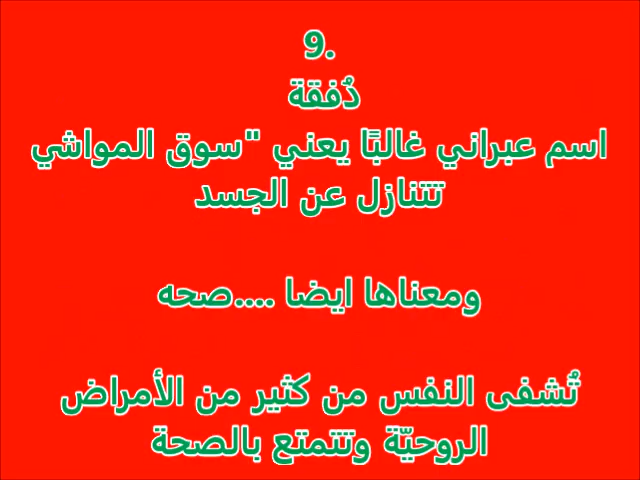 9.
دُفقة
اسم عبراني غالبًا يعني "سوق المواشي
تتنازل عن الجسد
ومعناها ايضا ....صحه
تُشفى النفس من كثير من الأمراض
الروحيّة وتتمتع بالصحة